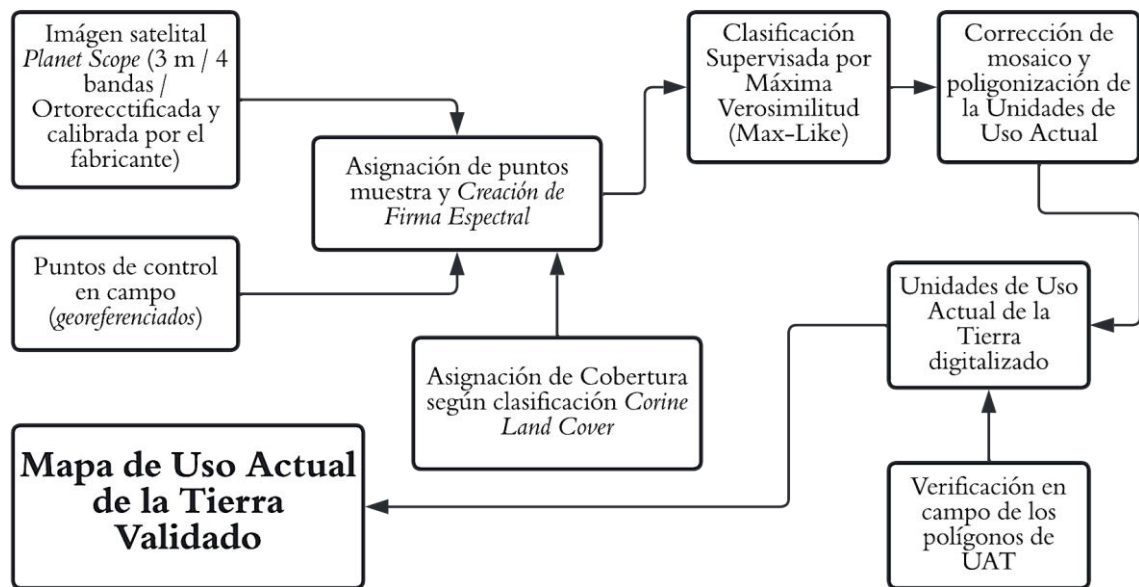 Imágen satelital
Planet Scope (3 m / 4
bandas /
Ortorecctificada y
calibrada por el
fabricante)
Puntos de control
en campo
(georeferenciados)
Asignación de puntos
muestra y Creación de
Firma Espectral
Asignación de Cobertura
según clasificación Corine
Land Cover
Clasificación
Supervisada por
Máxima
Verosimilitud
(Max-Like)
Corrección de
mosaico y
poligonización de
la Unidades de
Uso Actual
Unidades de Uso
Actual de la
Tierra
digitalizado
Verificación en
campo de los
polígonos de
UAT
Mapa de Uso Actual
de la Tierra
Validado